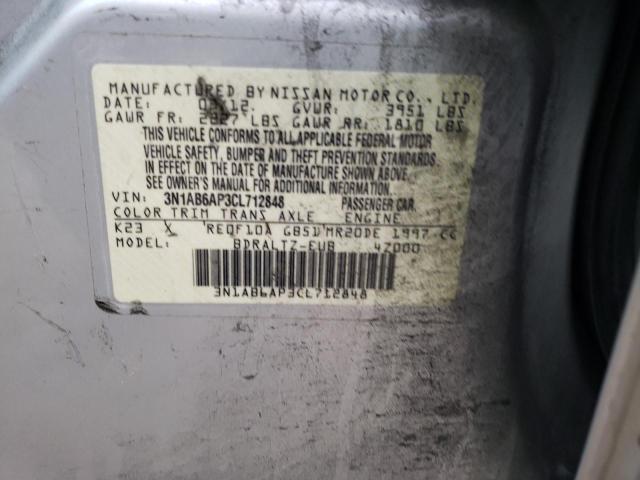 MANUFACTURED BY NISSAN MOTOR CO., LTD.
DATE: 03/12. GVWR: 3951 LBS
GAWR FR: 2227 LBS GAWR RR: 1810 LBS
THIS VEHICLE CONFORMS TO ALL APPLICABLE FEDERAL MOTOR
VEHICLE SAFETY, BUMPER AND THEFT PREVENTION STANDARDS
IN EFFECT ON THE DATE OF MANUFACTURE SHOWN ABOVE.
SEE OWNER'S MANUAL FOR ADDITIONAL INFORMATION.
VIN: 3N1AB6AP3CL712848 PASSENGER CAR.
COLOR TRIM TRANS AXLE ENGINE
K23 X RE0F10A GB51 MR20DE 1997 CC
MODEL: BDRALTZ-EUB 4Z000
3N1AB6AP3CL712848